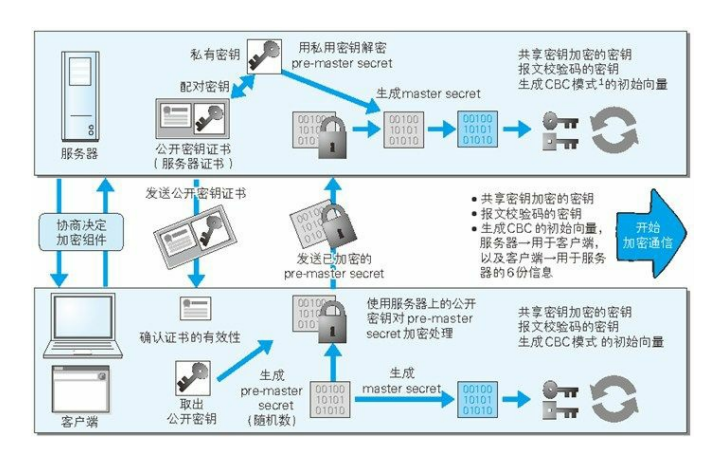 私有密钥
用私用密钥解密
pre-master secret
共享密钥加密的密钥
报文校验码的密钥
生成CBC模式¹的初始向量
配对密钥
生成master secret
00100
10101
01010
00100
10101
01010
00100
10101
01010
服务器
公开密钥证书
（服务器证书）
发送公开密钥证书
协商决定
加密组件
发送已加密的
pre-master secret
• 共享密钥加密的密钥
• 报文校验码的密钥
• 生成CBC的初始向量，
服务器→用于客户端，
以及客户端→用于服务
器的6份信息
开始
加密通信
确认证书的有效性
使用服务器上的公开
密钥对pre-master
secret加密处理
共享密钥加密的密钥
报文校验码的密钥
生成CBC模式 的初始向量
取出
公开密钥
生成
pre-master
secret
（随机数）
00100
10101
01010
生成
master secret
00100
10101
01010
客户端